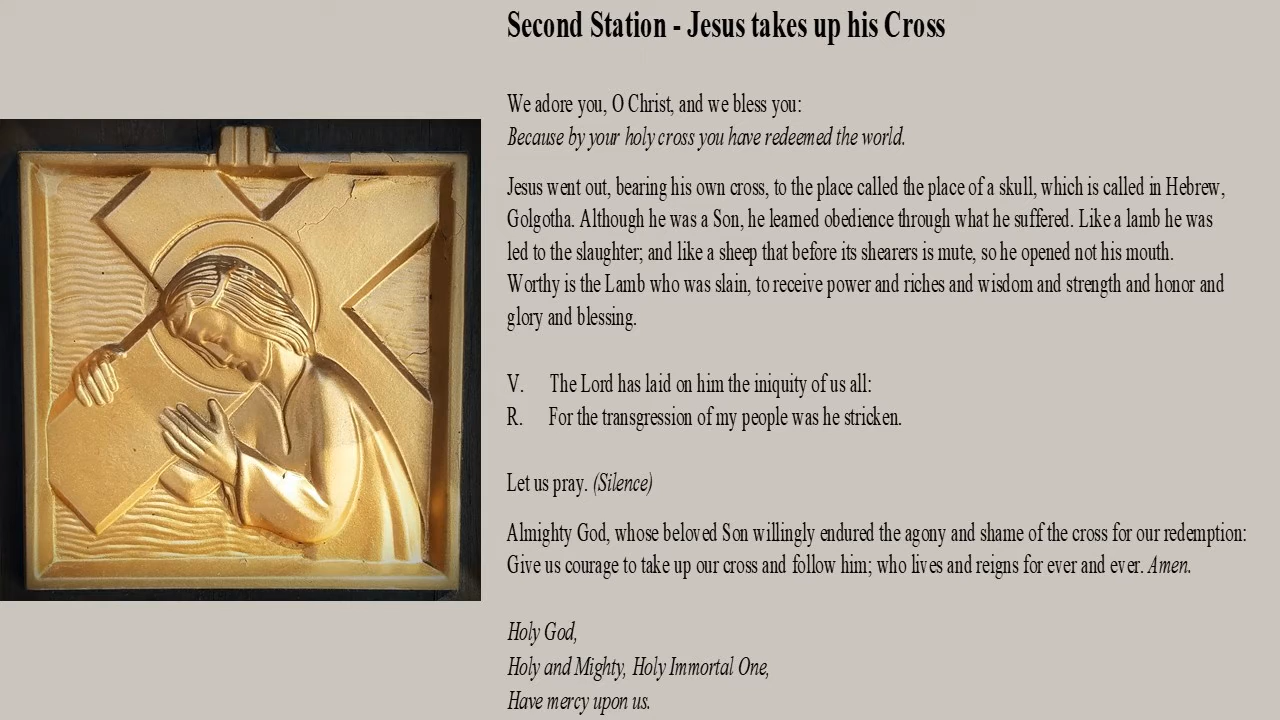 Second Station - Jesus takes up his Cross
We adore you, O Christ, and we bless you:
Because by your holy cross you have redeemed the world.
Jesus went out, bearing his own cross, to the place called the place of a skull, which is called in Hebrew,
Golgotha. Although he was a Son, he learned obedience through what he suffered. Like a lamb he was
led to the slaughter; and like a sheep that before its shearers is mute, so he opened not his mouth.
Worthy is the Lamb who was slain, to receive power and riches and wisdom and strength and honor and
glory and blessing.
V. The Lord has laid on him the iniquity of us all:
R. For the transgression of my people was he stricken.
Let us pray. (Silence)
Almighty God, whose beloved Son willingly endured the agony and shame of the cross for our redemption:
Give us courage to take up our cross and follow him; who lives and reigns for ever and ever. Amen.
Holy God,
Holy and Mighty, Holy Immortal One,
Have mercy upon us.